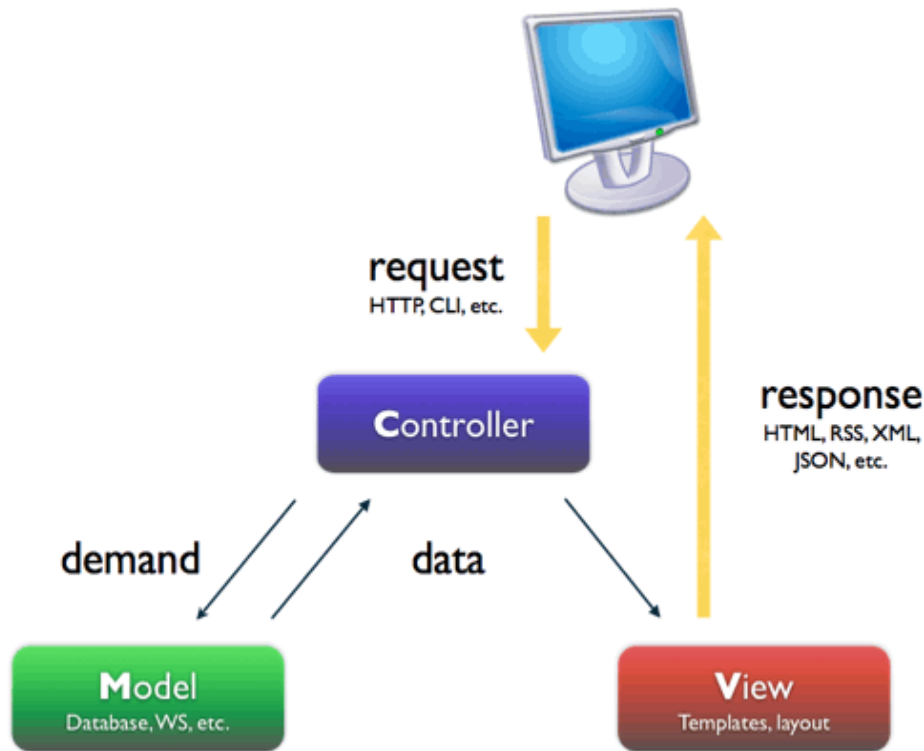 request
HTTP, CLI, etc.
Controller
response
HTML, RSS, XML,
JSON, etc.
demand
data
Model
Database, WS, etc.
View
Templates, layout